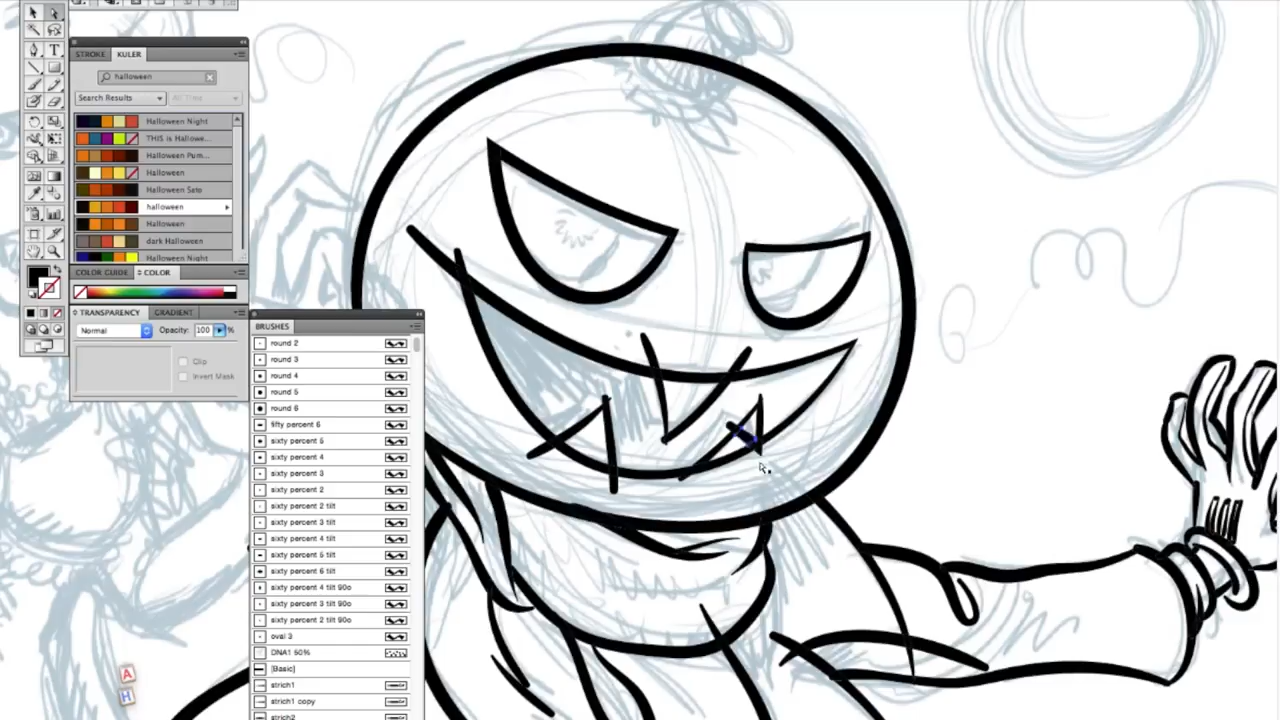 T
STROKE KULER
halloween
Search Results All Time
Halloween Night
THIS is Hallowe...
Halloween Pum...
Halloween
Halloween Sato
halloween
Halloween
dark Halloween
Halloween Night
COLOR GUIDE COLOR
TRANSPARENCY GRADIENT
Normal Opacity: 100 %
Clip
Invert Mask
BRUSHES
round 2
round 3
round 4
round 5
round 6
fifty percent 6
sixty percent 5
sixty percent 4
sixty percent 3
sixty percent 2
sixty percent 2 tilt
sixty percent 3 tilt
sixty percent 4 tilt
sixty percent 5 tilt
sixty percent 6 tilt
sixty percent 4 tilt 90o
sixty percent 3 tilt 90o
sixty percent 2 tilt 90o
oval 3
DNA1 50%
[Basic]
strich1
strich1 copy
strich2
A
H